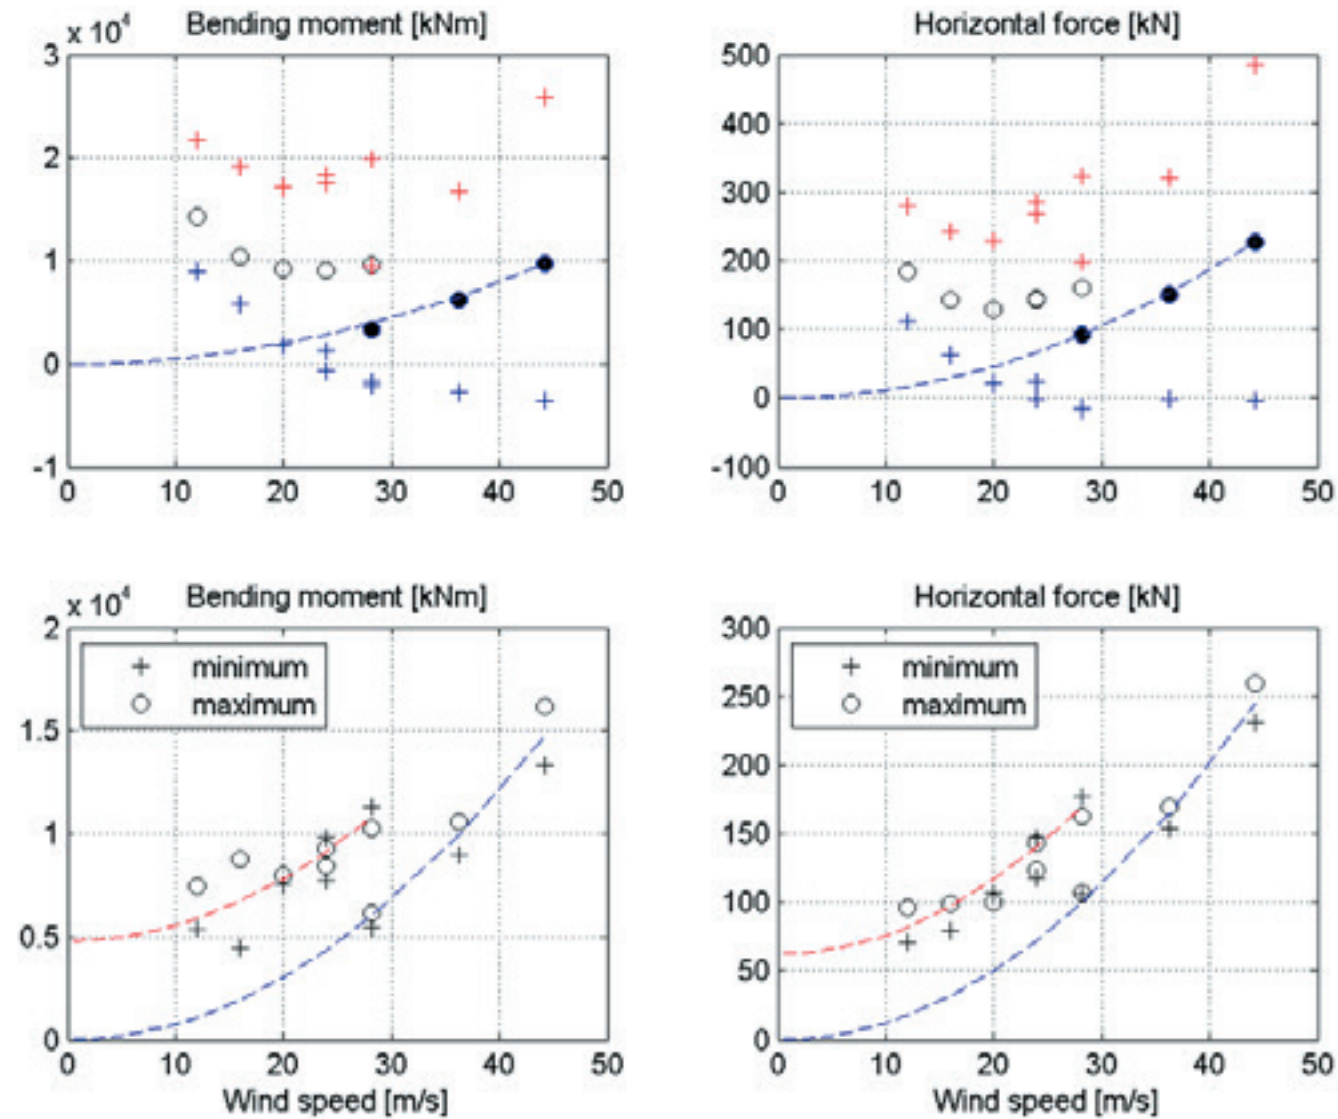 Bending moment [kNm]
x 10⁴
3
2
1
0
-1
0 10 20 30 40 50
Horizontal force [kN]
500
400
300
200
100
0
-100
0 10 20 30 40 50
Bending moment [kNm]
x 10⁴
2
1.5
1
0.5
0
minimum
maximum
0 10 20 30 40 50
Wind speed [m/s]
Horizontal force [kN]
300
250
200
150
100
50
0
minimum
maximum
0 10 20 30 40 50
Wind speed [m/s]